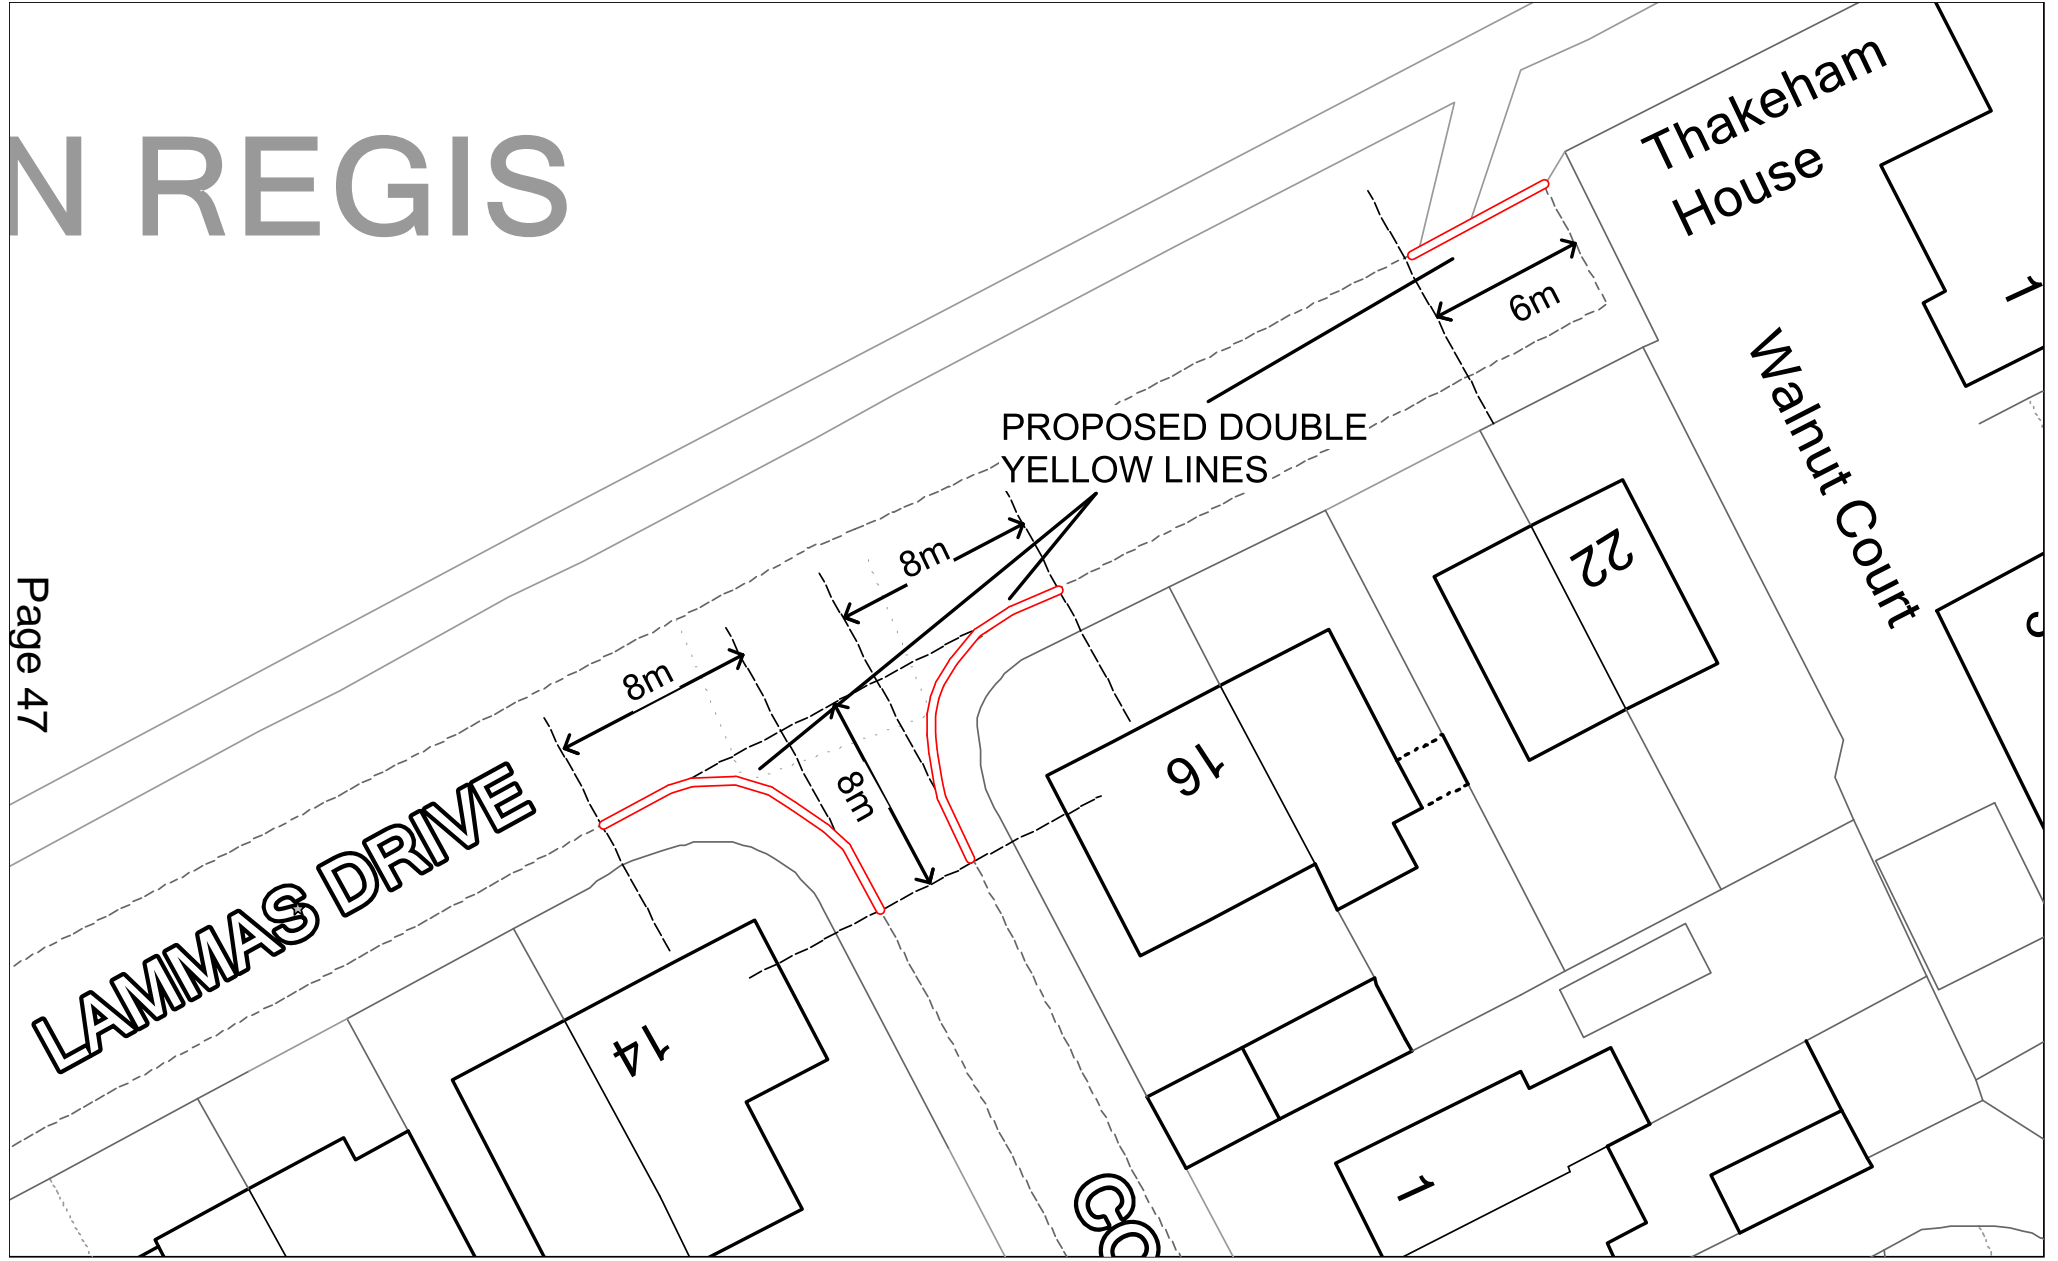 N REGIS
Thakeham
House
1
6m
Walnut Court
PROPOSED DOUBLE
YELLOW LINES
8m
8m
8m
22
16
14
1
LAMMAS DRIVE
CO
Page 47